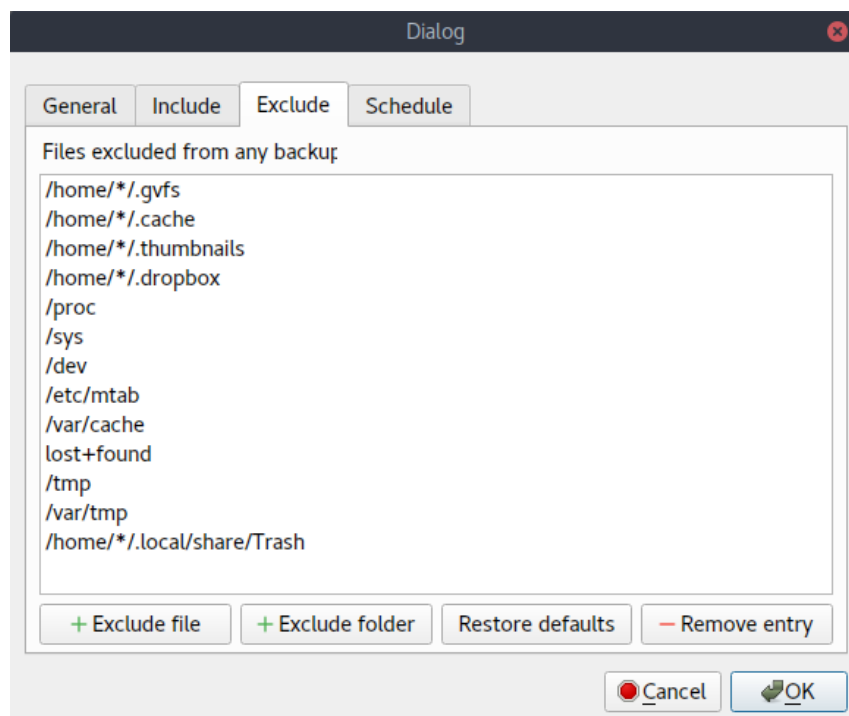 Dialog
General Include Exclude Schedule
Files excluded from any backup
/home/*/.gvfs
/home/*/.cache
/home/*/.thumbnails
/home/*/.dropbox
/proc
/sys
/dev
/etc/mtab
/var/cache
lost+found
/tmp
/var/tmp
/home/*/.local/share/Trash
+ Exclude file + Exclude folder Restore defaults − Remove entry
Cancel OK